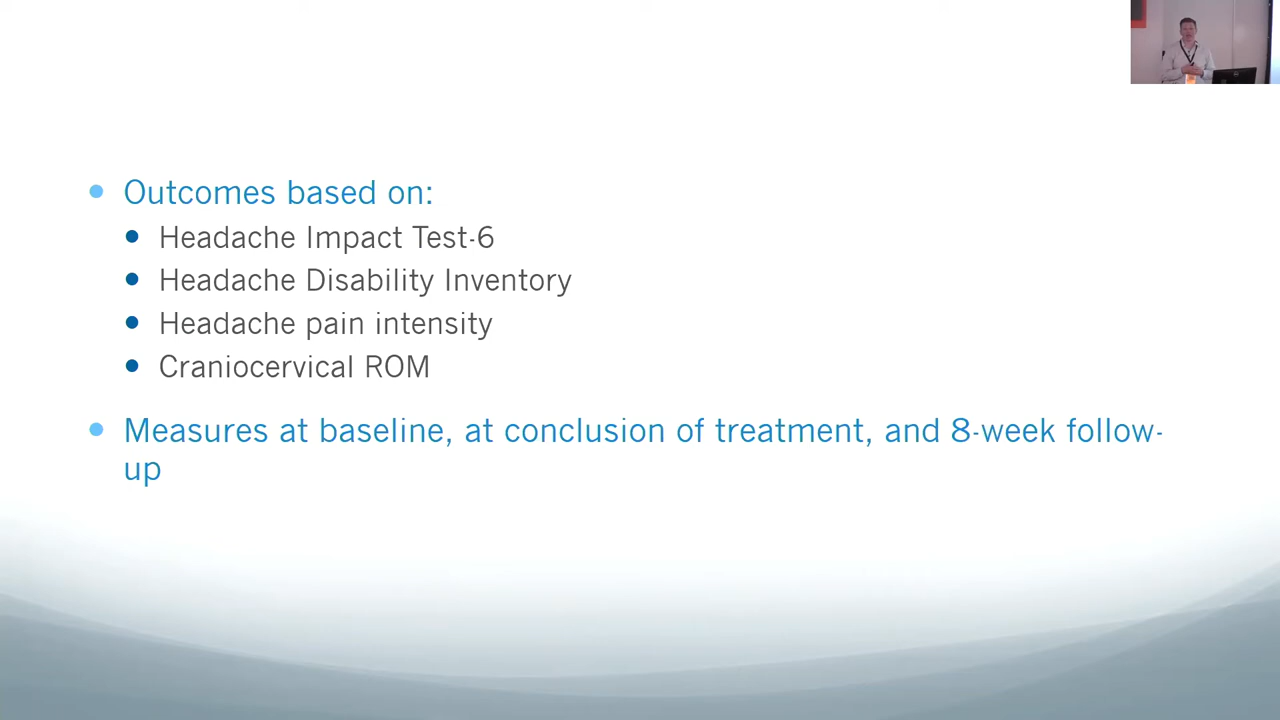 Outcomes based on:
Headache Impact Test-6
Headache Disability Inventory
Headache pain intensity
Craniocervical ROM
Measures at baseline, at conclusion of treatment, and 8-week follow-
up